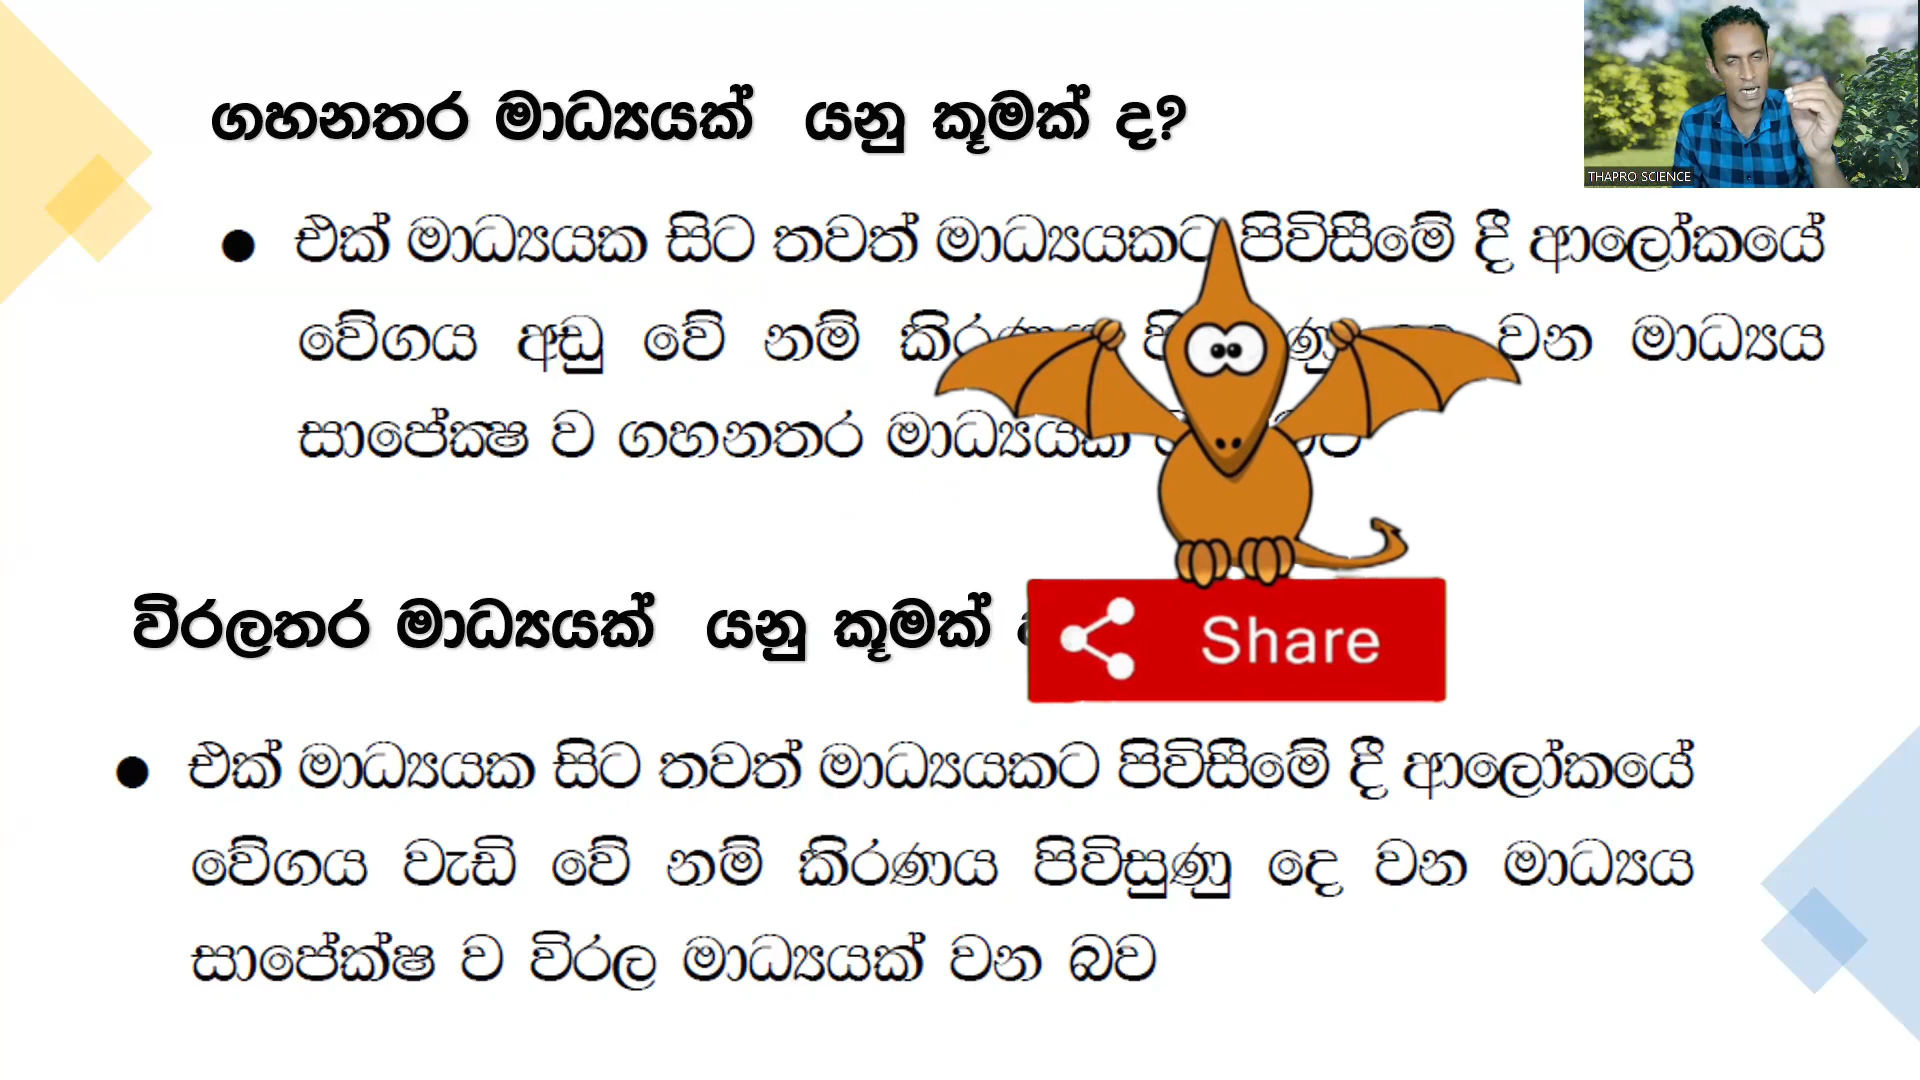 THAPRO SCIENCE
ගහනතර මාධ්‍යයක් යනු කුමක් ද?
● එක් මාධ්‍යයක සිට තවත් මාධ්‍යයකට පිවිසීමේ දී ආලෝකයේ
වේගය අඩු වේ නම් වන මාධ්‍යය
සාපේක්‍ෂ ව ගහනතර මාධ්‍යයක්
විරලතර මාධ්‍යයක් යනු කුමක්
Share
● එක් මාධ්‍යයක සිට තවත් මාධ්‍යයකට පිවිසීමේ දී ආලෝකයේ
වේගය වැඩි වේ නම් කිරණය පිවිසුණු දෙ වන මාධ්‍යය
සාපේක්ෂ ව විරල මාධ්‍යයක් වන බව